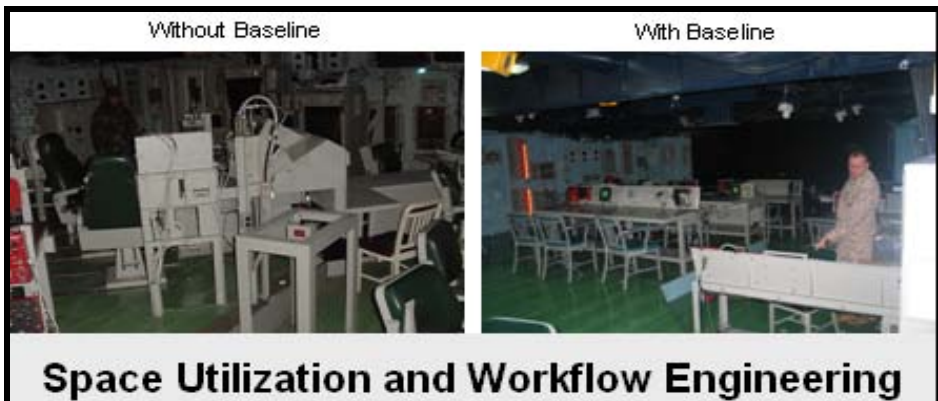 Without Baseline
With Baseline
Space Utilization and Workflow Engineering